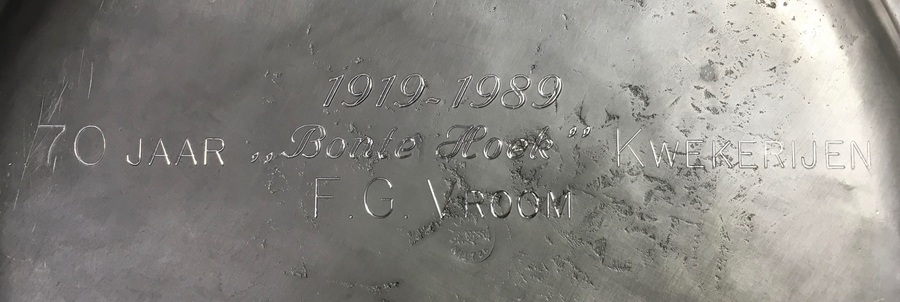 1919-1989
70 JAAR „Bonte Hoek” KWEKERIJEN
F.G. VROOM